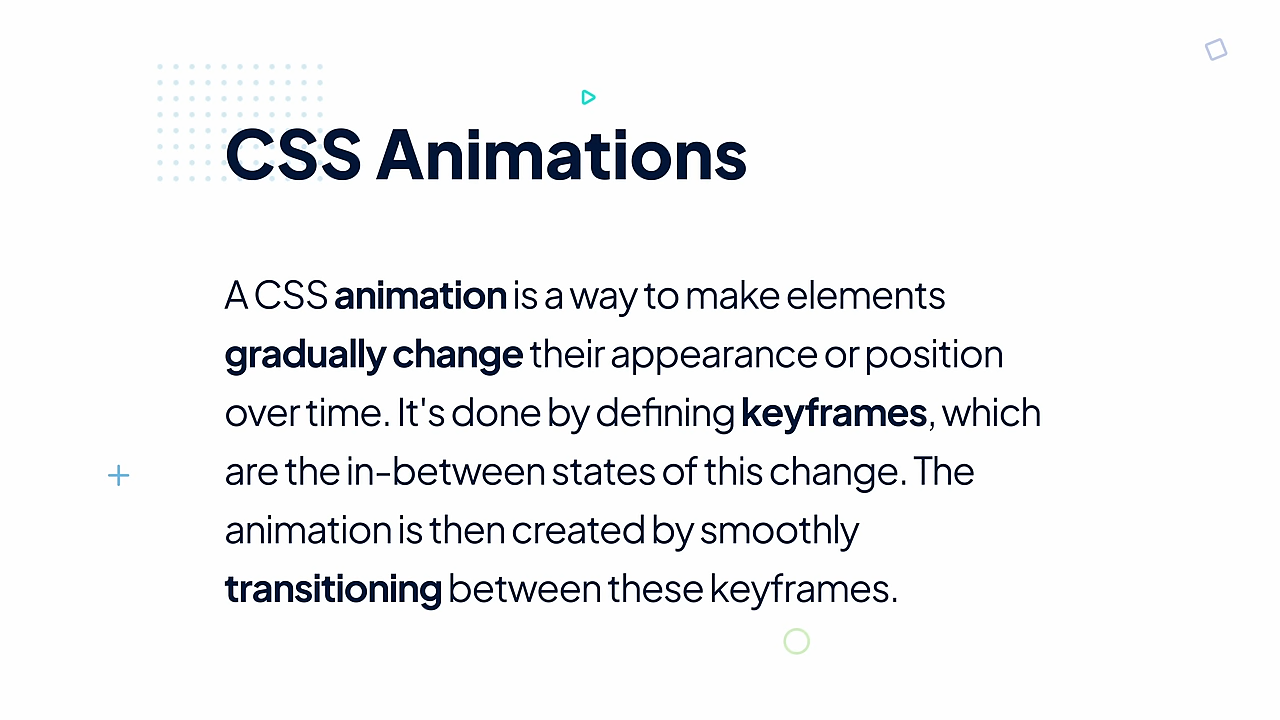 CSS Animations
A CSS animation is a way to make elements
gradually change their appearance or position
over time. It's done by defining keyframes, which
are the in-between states of this change. The
animation is then created by smoothly
transitioning between these keyframes.